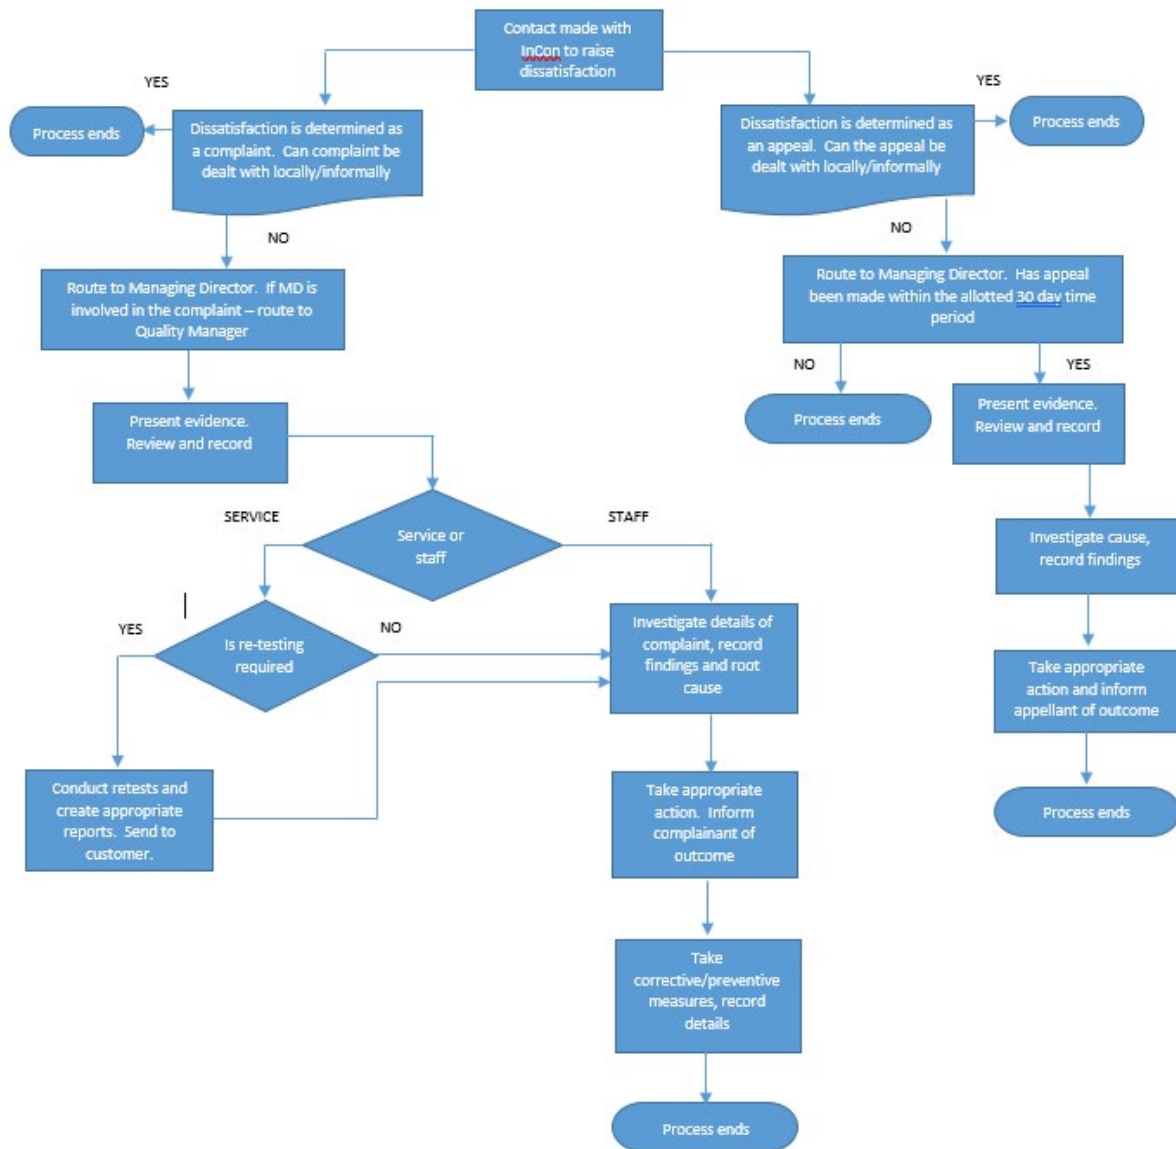 Contact made with
InCon to raise
dissatisfaction
YES
YES
Process ends
Dissatisfaction is determined as
a complaint. Can complaint be
dealt with locally/informally
Dissatisfaction is determined as
an appeal. Can the appeal be
dealt with locally/informally
Process ends
NO
NO
Route to Managing Director. If MD is
involved in the complaint – route to
Quality Manager
Route to Managing Director. Has appeal
been made within the allotted 30 day time
period
NO
YES
Present evidence.
Review and record
Process ends
Present evidence.
Review and record
SERVICE
STAFF
Service or
staff
Investigate cause,
record findings
YES
NO
Is re-testing
required
Investigate details of
complaint, record
findings and root
cause
Take appropriate
action and inform
appellant of outcome
Conduct retests and
create appropriate
reports. Send to
customer.
Take appropriate
action. Inform
complainant of
outcome
Process ends
Take
corrective/preventive
measures, record
details
Process ends